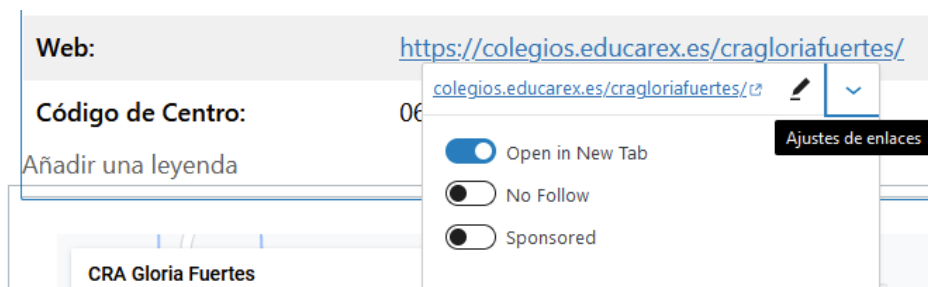 Web:
https://colegios.educarex.es/cragloriafuertes/
colegios.educarex.es/cragloriafuertes/
Código de Centro:
06
Ajustes de enlaces
Open in New Tab
Añadir una leyenda
No Follow
Sponsored
CRA Gloria Fuertes